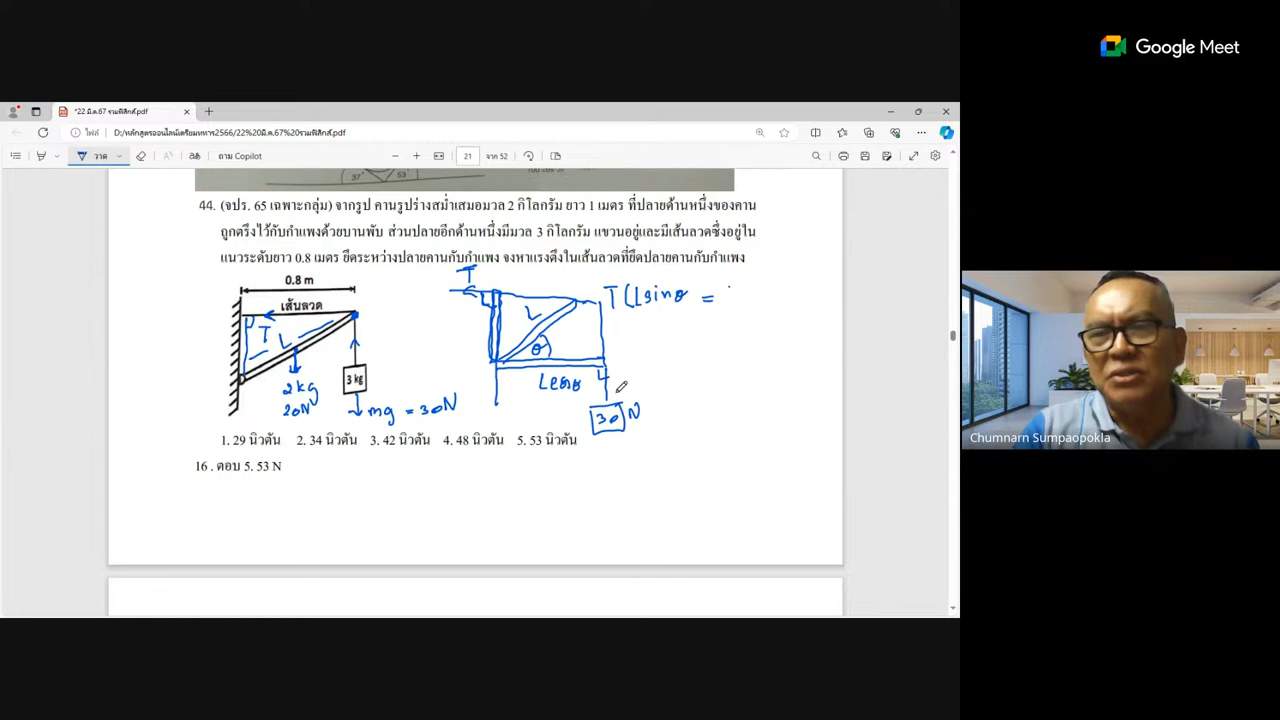 Google Meet
*22 มี.ค.67 รวมฟิสิกส์.pdf
ไฟล์ D:/หลักสูตรออนไลน์เตรียมทหาร2566/22%20มี.ค.67%20รวมฟิสิกส์.pdf
วาด ถาม Copilot 21 จาก 52
37° 53°
44. (จปร. 65 เฉพาะกลุ่ม) จากรูป คานรูปร่างสม่ำเสมอมวล 2 กิโลกรัม ยาว 1 เมตร ที่ปลายด้านหนึ่งของคาน
ถูกตรึงไว้กับกำแพงด้วยบานพับ ส่วนปลายอีกด้านหนึ่งมีมวล 3 กิโลกรัม แขวนอยู่และมีเส้นลวดซึ่งอยู่ใน
แนวระดับยาว 0.8 เมตร ยึดระหว่างปลายคานกับกำแพง จงหาแรงตึงในเส้นลวดที่ยึดปลายคานกับกำแพง
0.8 m
เส้นลวด
T
L
2kg
20N
3 kg
mg = 30N
T
L
θ
Lcosθ
30 N
T(Lsinθ =
1. 29 นิวตัน 2. 34 นิวตัน 3. 42 นิวตัน 4. 48 นิวตัน 5. 53 นิวตัน
16 . ตอบ 5. 53 N
Chumnarn Sumpaopokla